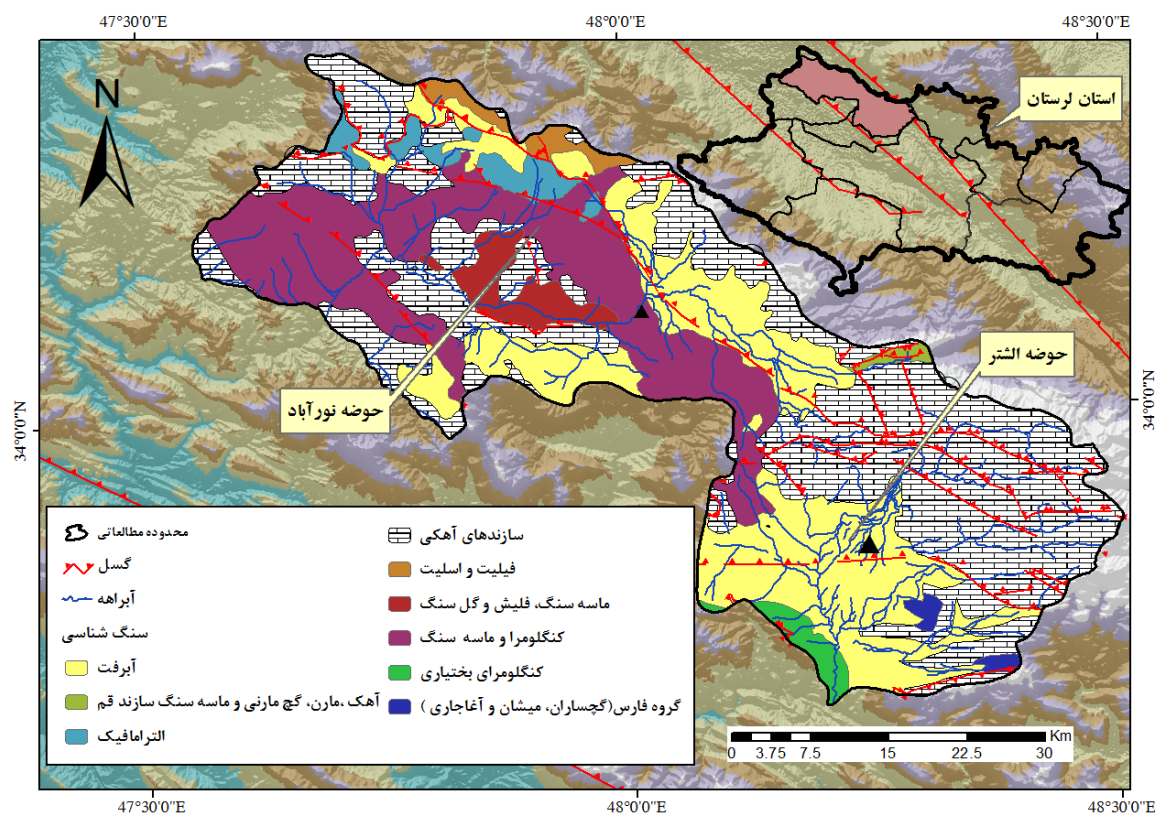 47°30'0"E
48°0'0"E
48°30'0"E
N
استان لرستان
حوضه الشتر
حوضه نورآباد
34°0'0"N
34°0'0"N
محدوده مطالعاتی
گسل
آبراهه
سنگ شناسی
آبرفت
آهک ،مارن، گچ مارنی و ماسه سنگ سازند قم
الترامافیک
سازندهای آهکی
فیلیت و اسلیت
ماسه سنگ، فلیش و گل سنگ
کنگلومرا و ماسه سنگ
کنگلومرای بختیاری
گروه فارس(گچساران، میشان و آغاجاری )
Km
0 3.75 7.5 15 22.5 30
47°30'0"E
48°0'0"E
48°30'0"E